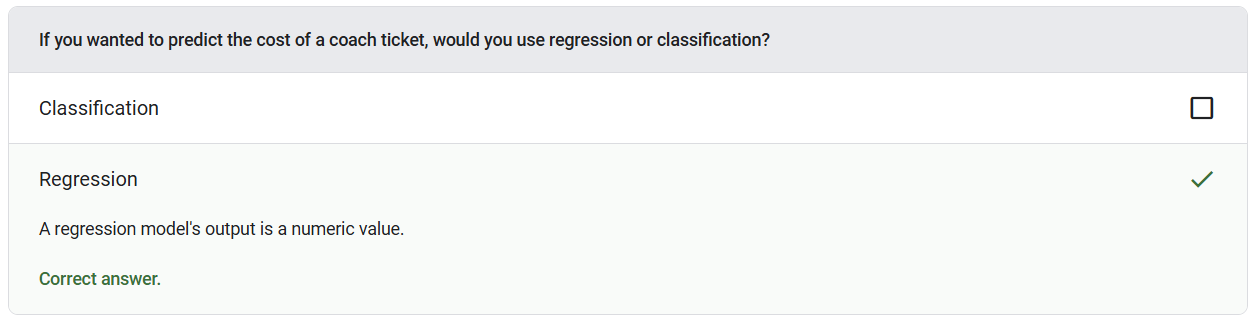 If you wanted to predict the cost of a coach ticket, would you use regression or classification?
Classification
Regression
A regression model's output is a numeric value.
Correct answer.